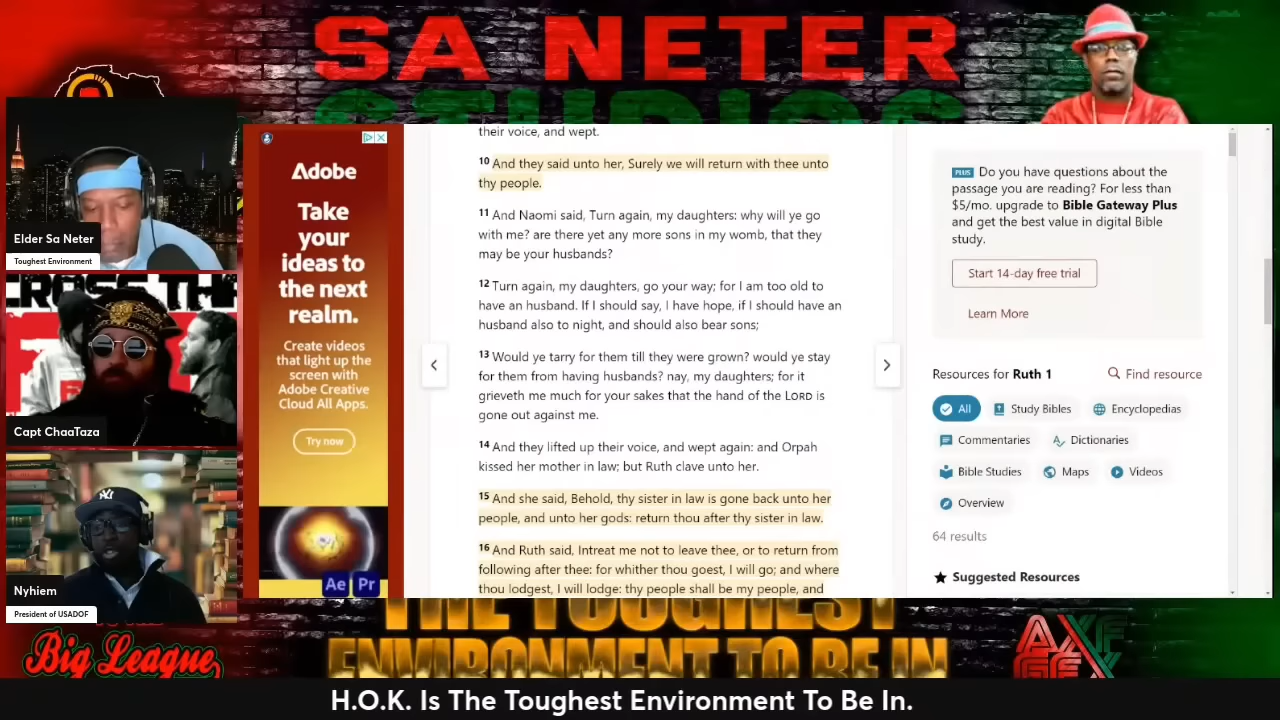 SA NETER
STUDIOS
Elder Sa Neter
Toughest Environment
Capt ChaaTaza
Nyhiem
President of USADOF
Big League
Adobe
Take
your
ideas to
the next
realm.
Create videos
that light up the
screen with
Adobe Creative
Cloud All Apps.
Try now
Ae Pr
their voice, and wept.
10 And they said unto her, Surely we will return with thee unto
thy people.
11 And Naomi said, Turn again, my daughters: why will ye go
with me? are there yet any more sons in my womb, that they
may be your husbands?
12 Turn again, my daughters, go your way; for I am too old to
have an husband. If I should say, I have hope, if I should have an
husband also to night, and should also bear sons;
13 Would ye tarry for them till they were grown? would ye stay
for them from having husbands? nay, my daughters; for it
grieveth me much for your sakes that the hand of the LORD is
gone out against me.
14 And they lifted up their voice, and wept again: and Orpah
kissed her mother in law; but Ruth clave unto her.
15 And she said, Behold, thy sister in law is gone back unto her
people, and unto her gods: return thou after thy sister in law.
16 And Ruth said, Intreat me not to leave thee, or to return from
following after thee: for whither thou goest, I will go; and where
thou lodgest, I will lodge: thy people shall be my people, and
PLUS Do you have questions about the
passage you are reading? For less than
$5/mo. upgrade to Bible Gateway Plus
and get the best value in digital Bible
study.
Start 14-day free trial
Learn More
Resources for Ruth 1
Find resource
All
Study Bibles
Encyclopedias
Commentaries
Dictionaries
Bible Studies
Maps
Videos
Overview
64 results
Suggested Resources
THE TOUGHEST
ENVIRONMENT TO BE IN
H.O.K. Is The Toughest Environment To Be In.